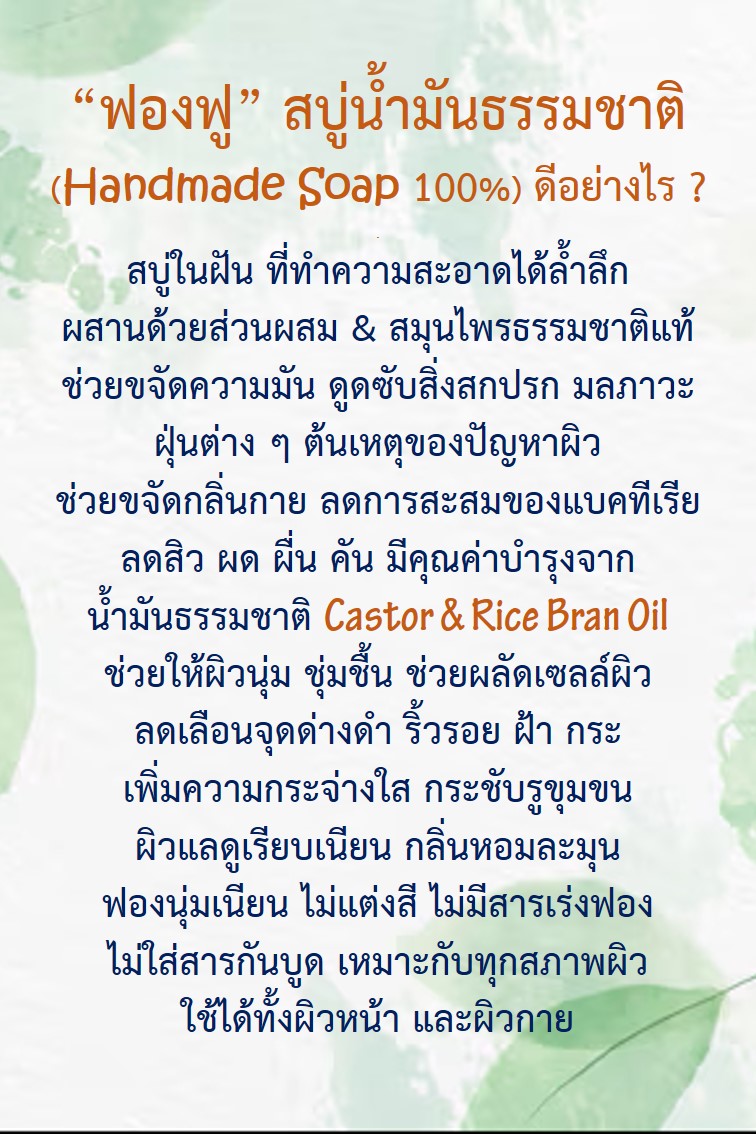 “ฟองฟู” สบู่น้ำมันธรรมชาติ
(Handmade Soap 100%) ดีอย่างไร ?
สบู่ในฝัน ที่ทำความสะอาดได้ล้ำลึก
ผสานด้วยส่วนผสม & สมุนไพรธรรมชาติแท้
ช่วยขจัดความมัน ดูดซับสิ่งสกปรก มลภาวะ
ฝุ่นต่าง ๆ ต้นเหตุของปัญหาผิว
ช่วยขจัดกลิ่นกาย ลดการสะสมของแบคทีเรีย
ลดสิว ผด ผื่น คัน มีคุณค่าบำรุงจาก
น้ำมันธรรมชาติ Castor & Rice Bran Oil
ช่วยให้ผิวนุ่ม ชุ่มชื้น ช่วยผลัดเซลล์ผิว
ลดเลือนจุดด่างดำ ริ้วรอย ฝ้า กระ
เพิ่มความกระจ่างใส กระชับรูขุมขน
ผิวแลดูเรียบเนียน กลิ่นหอมละมุน
ฟองนุ่มเนียน ไม่แต่งสี ไม่มีสารเร่งฟอง
ไม่ใส่สารกันบูด เหมาะกับทุกสภาพผิว
ใช้ได้ทั้งผิวหน้า และผิวกาย